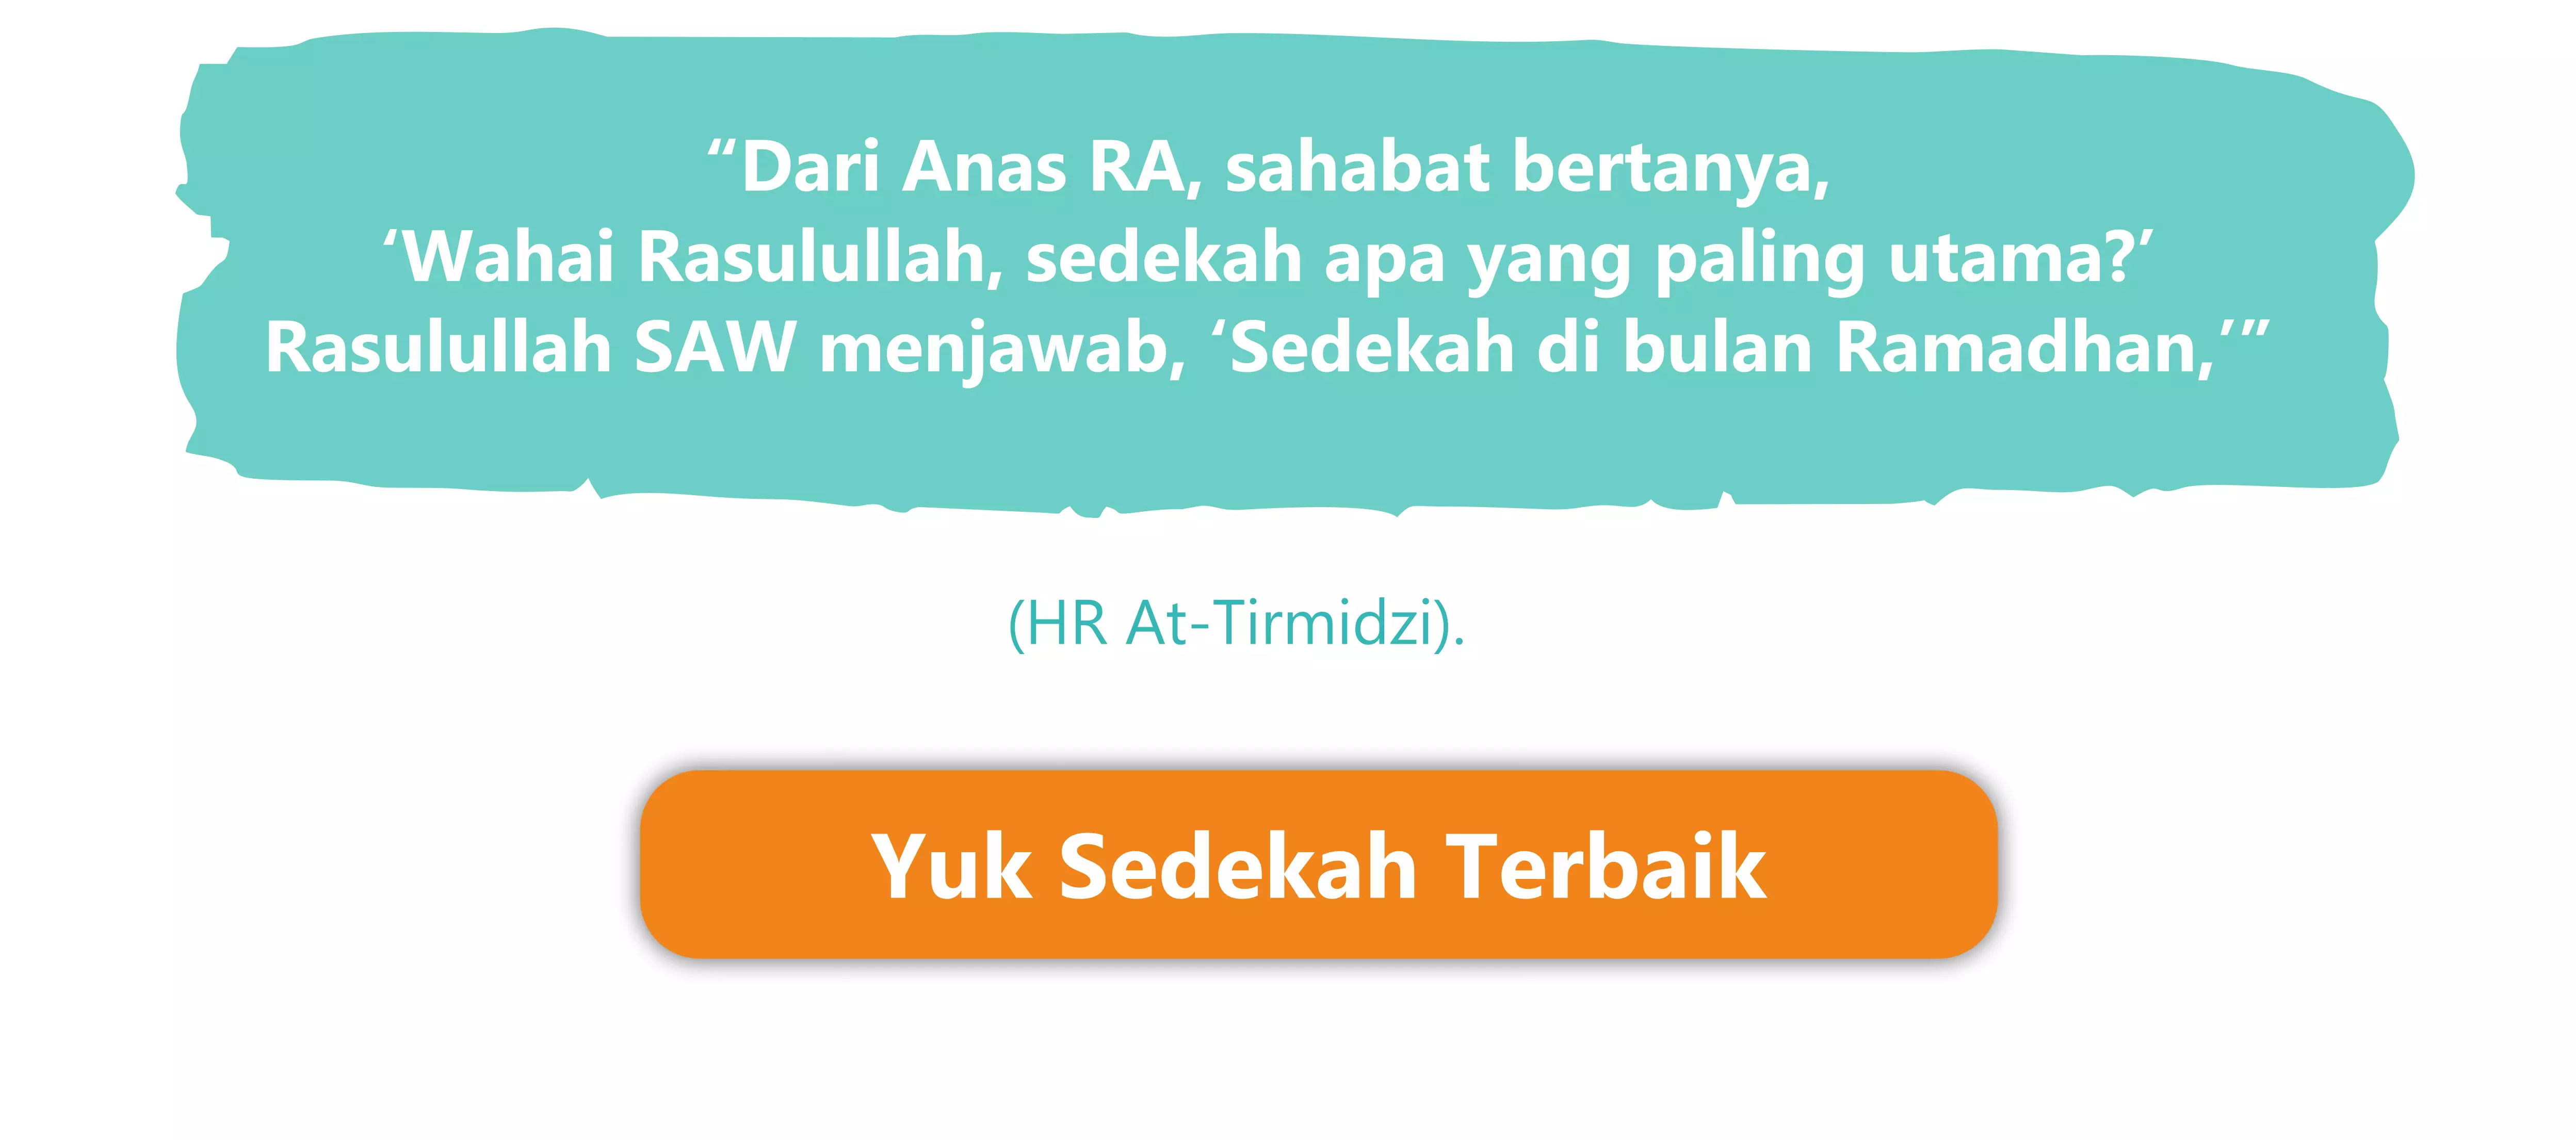 “Dari Anas RA, sahabat bertanya,
‘Wahai Rasulullah, sedekah apa yang paling utama?’
Rasulullah SAW menjawab, ‘Sedekah di bulan Ramadhan,’”
(HR At-Tirmidzi).
Yuk Sedekah Terbaik